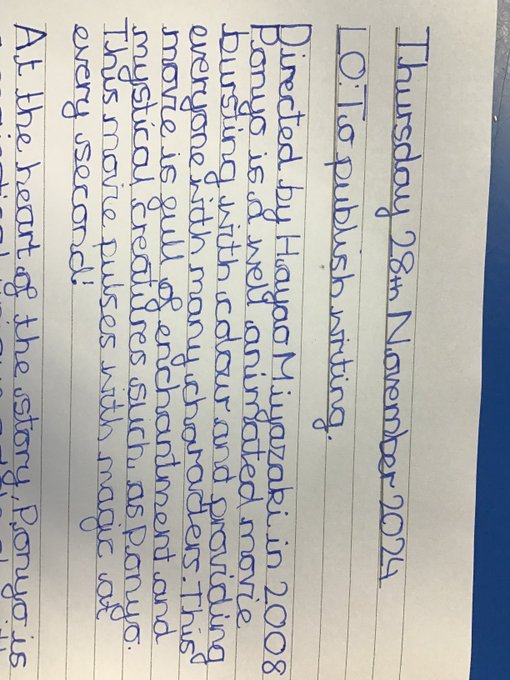 Thursday 28th November 2024
LO: To publish writing.
Directed by Hayao Miyazaki in 2008
Ponyo is a well animated movie
bursting with colour and providing
everyone with many characters. This
movie is full of enchantment and
mystical creatures such as Ponyo.
This movie pulses with magic at
every second!
At the heart of the story, Ponyo is